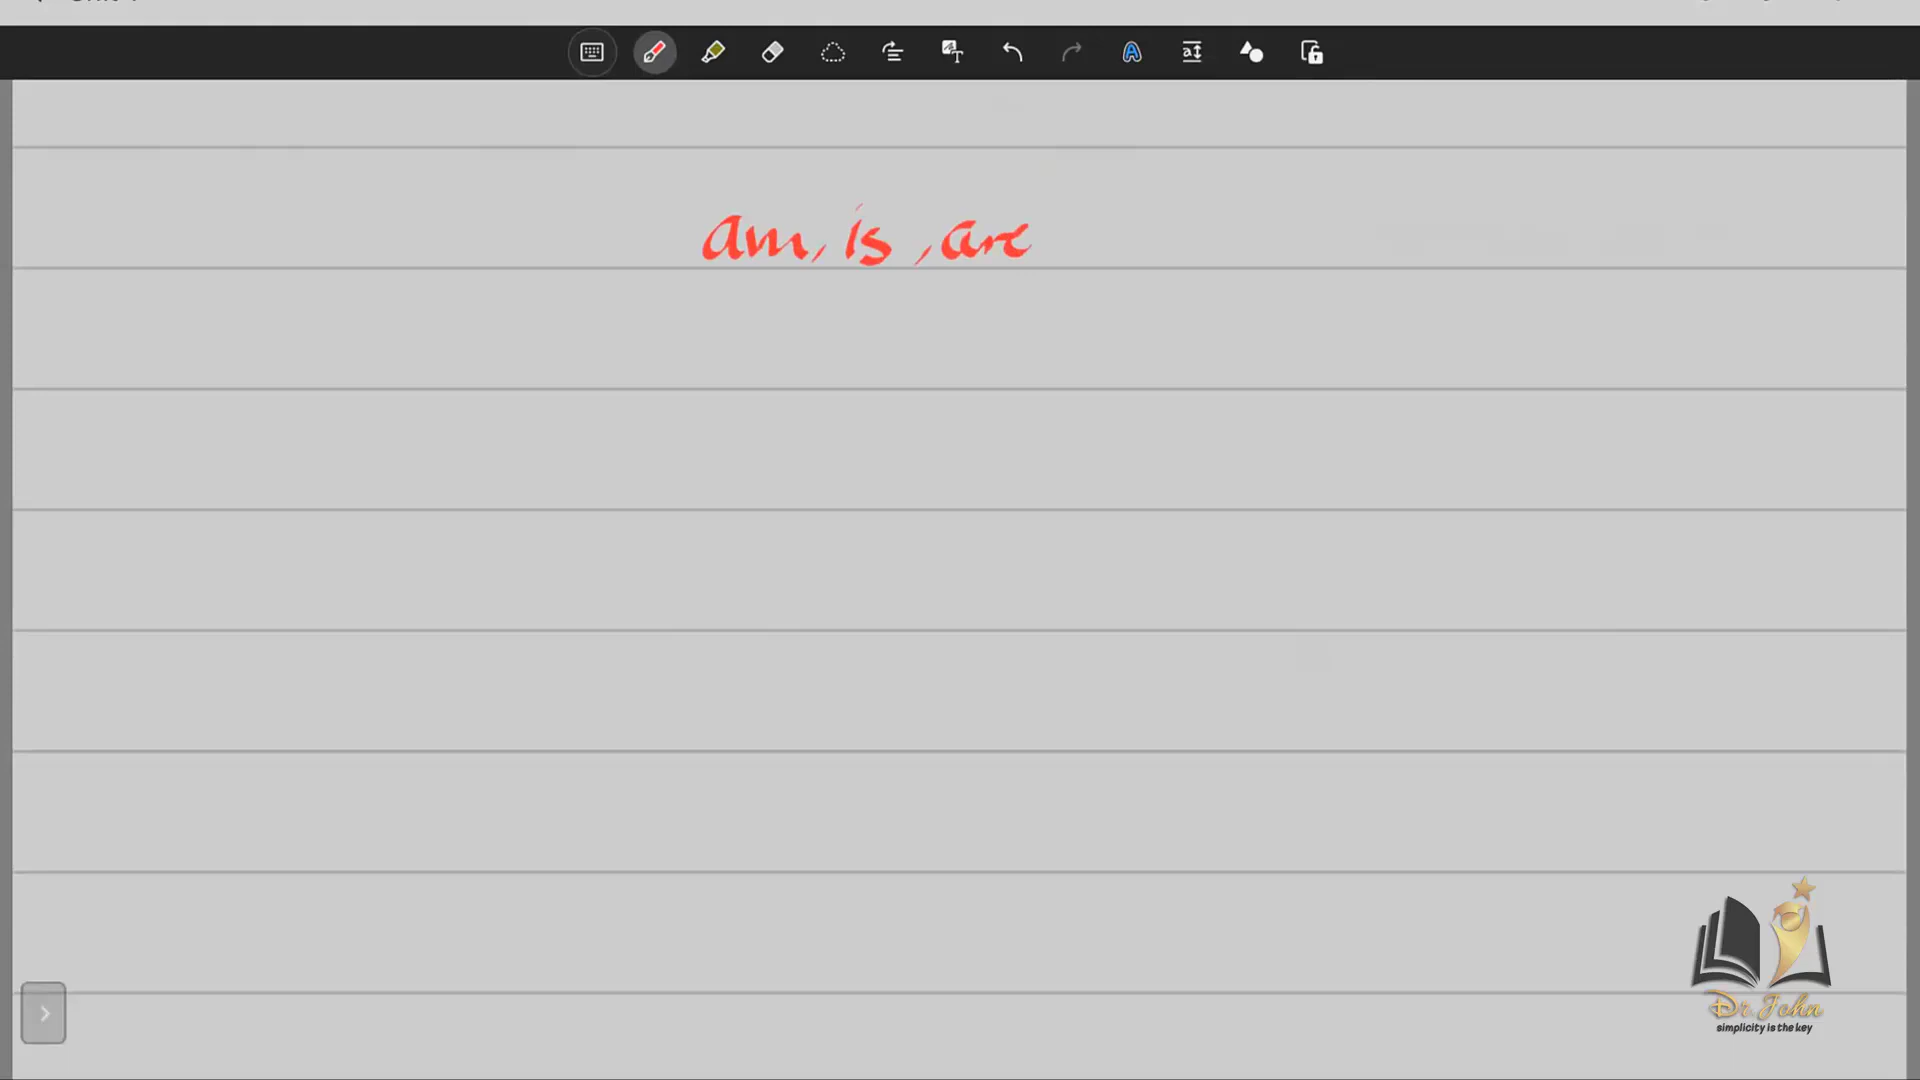 am, is, are
Dr. John
simplicity is the key